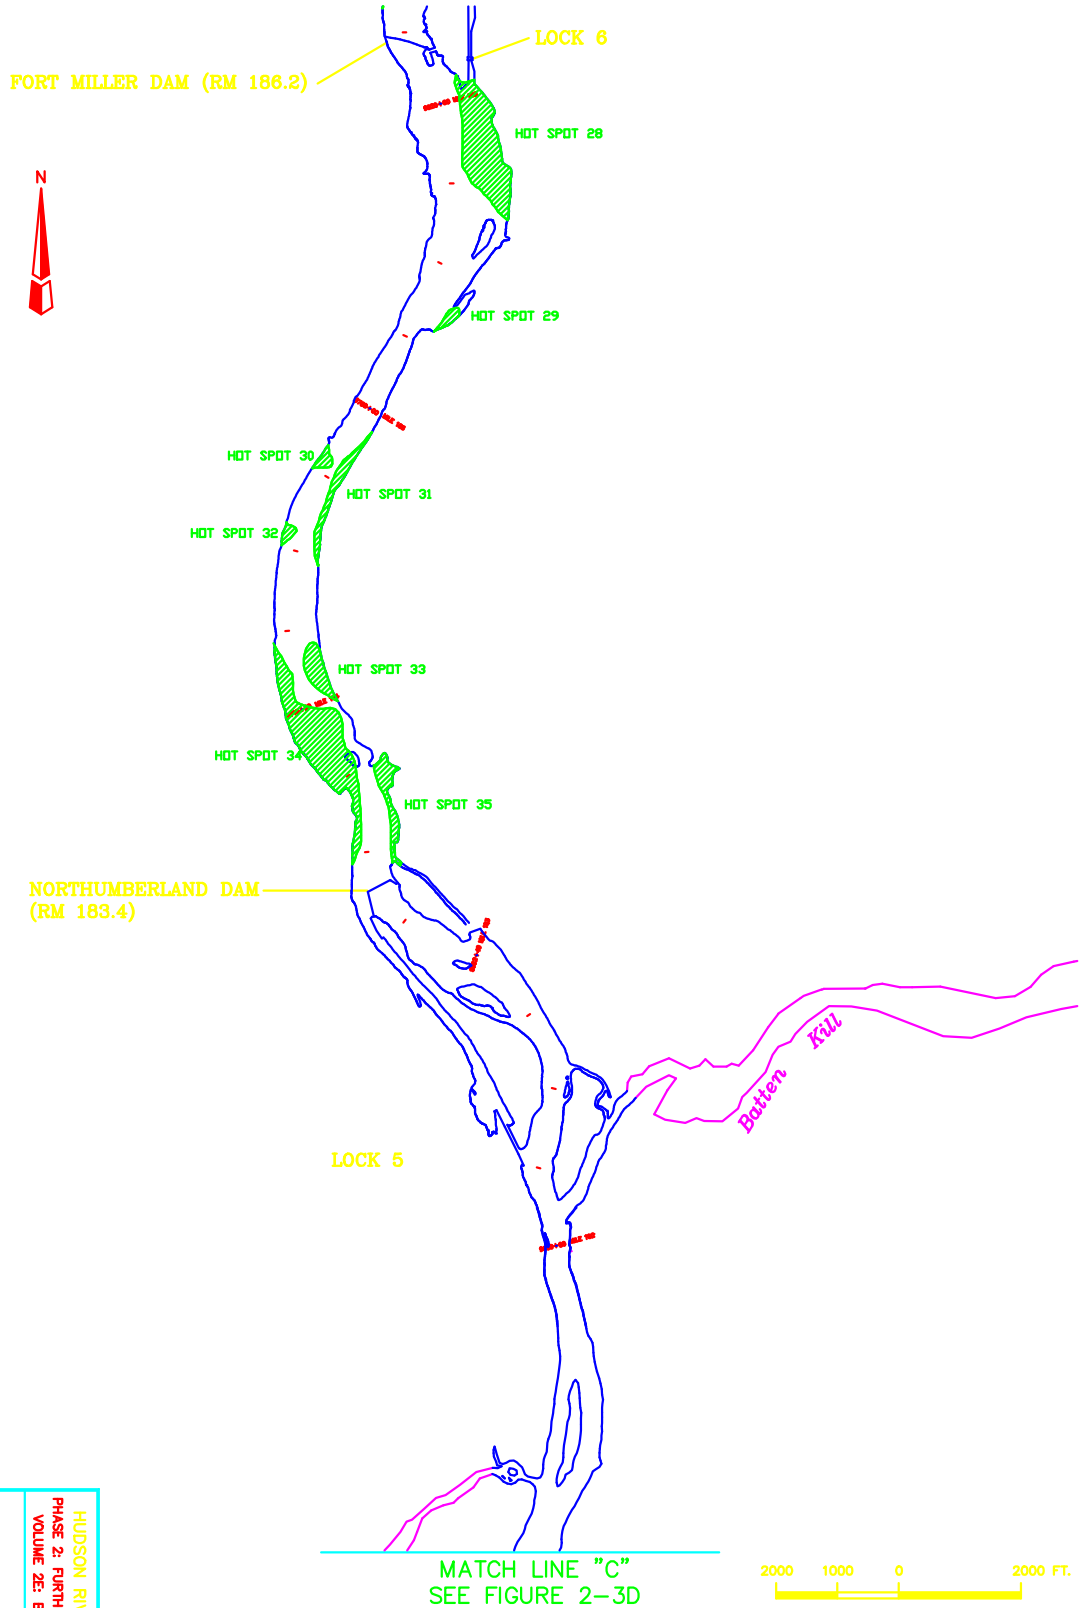 LOCK 6
FORT MILLER DAM (RM 186.2)
HOT SPOT 28
N
HOT SPOT 29
HOT SPOT 30
HOT SPOT 31
HOT SPOT 32
HOT SPOT 33
HOT SPOT 34
HOT SPOT 35
NORTHUMBERLAND DAM
(RM 183.4)
Batten Kill
LOCK 5
HUDSON RIV
PHASE 2: FURTH
VOLUME 2E: B
MATCH LINE "C"
SEE FIGURE 2-3D
2000 1000 0 2000 FT.